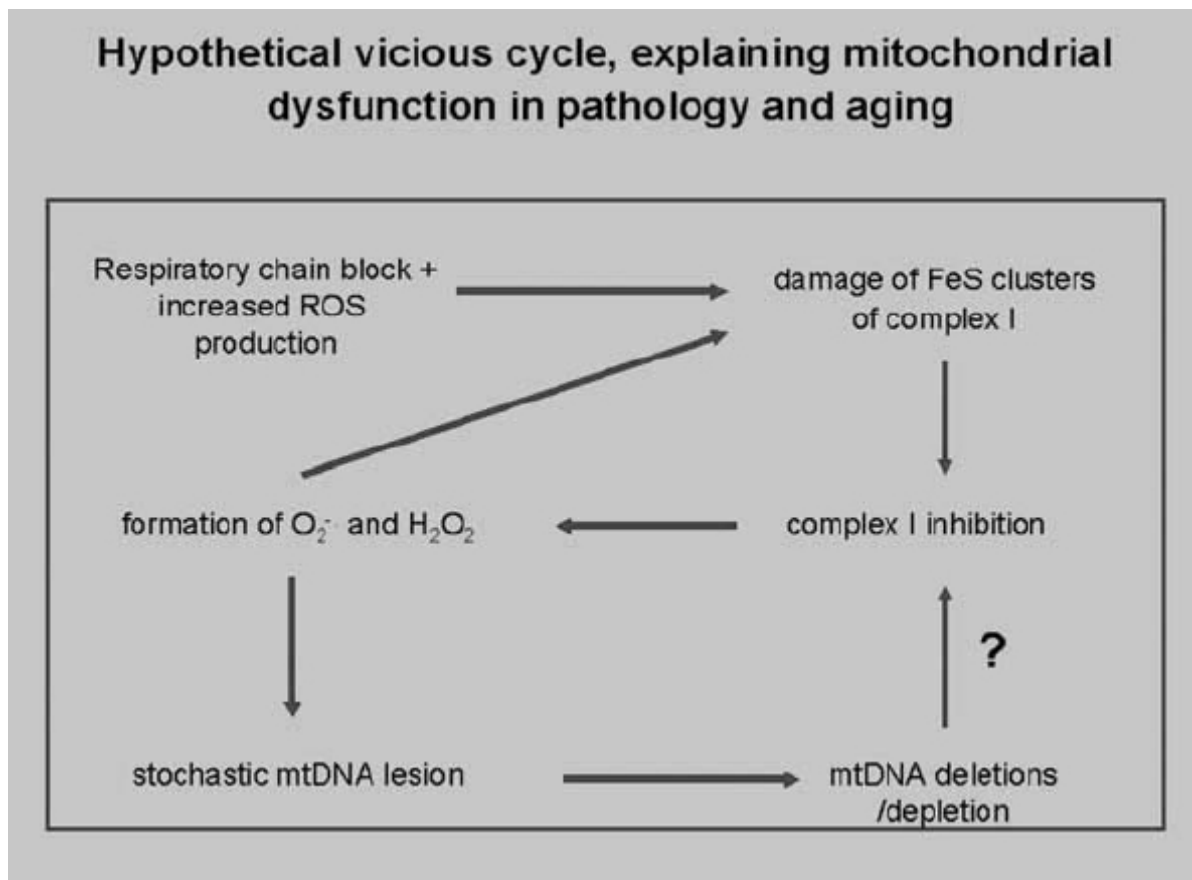 Hypothetical vicious cycle, explaining mitochondrial
dysfunction in pathology and aging
Respiratory chain block +
increased ROS
production
damage of FeS clusters
of complex I
formation of O₂⁻ and H₂O₂
complex I inhibition
?
stochastic mtDNA lesion
mtDNA deletions
/depletion